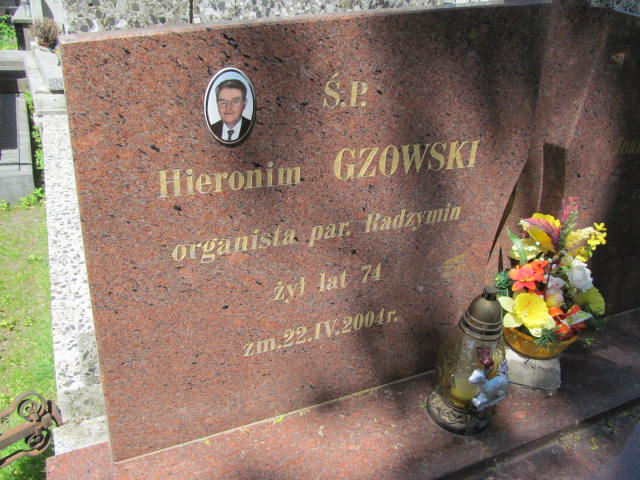 Ś.P.
Hieronim GZOWSKI
organista par. Radzymin
żył lat 74
zm.22.IV.2004r.